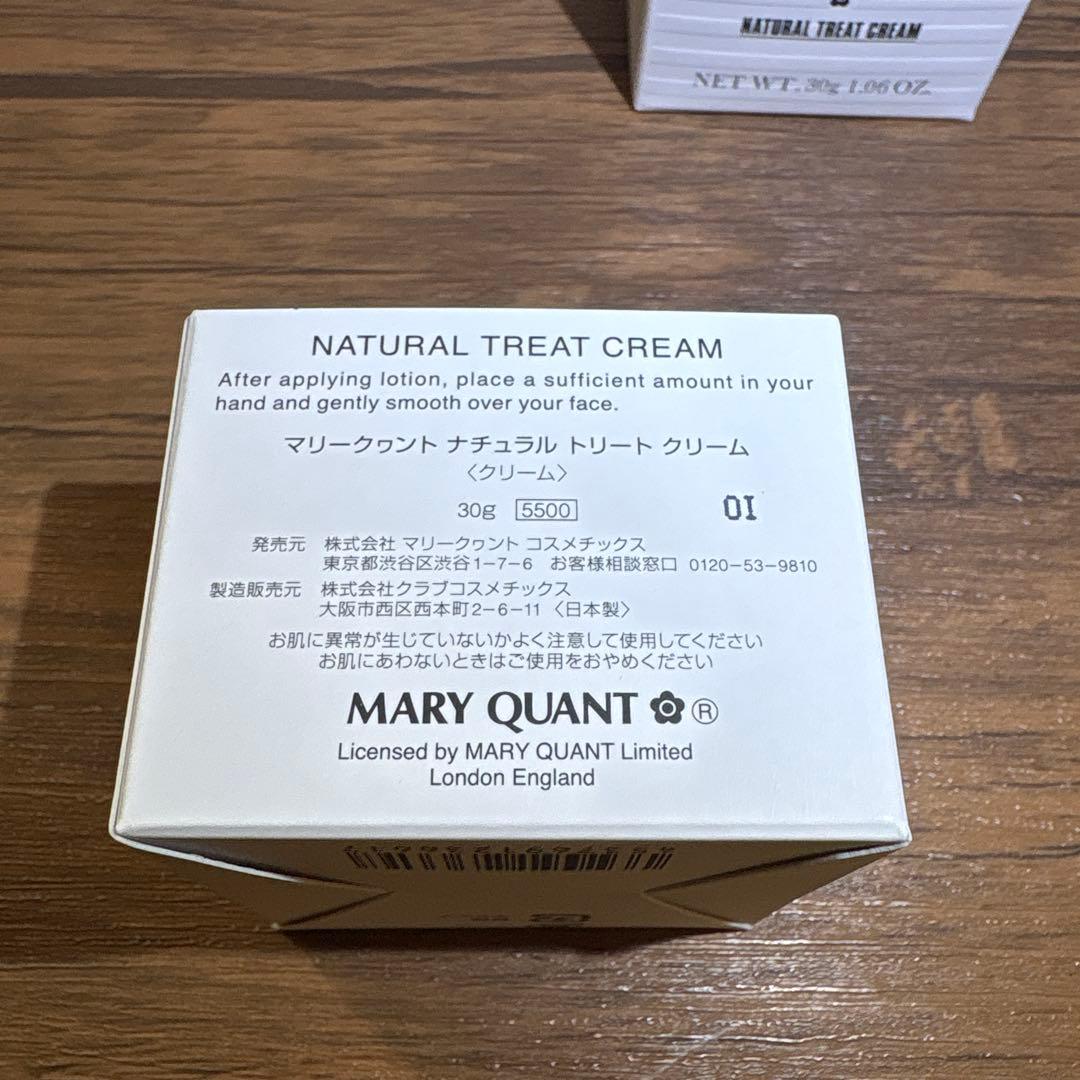 NATURAL TREAT CREAM
NET WT. 30g 1.06 OZ.
NATURAL TREAT CREAM
After applying lotion, place a sufficient amount in your
hand and gently smooth over your face.
マリークヮント ナチュラル トリート クリーム
〈クリーム〉
30g 5500 OI
発売元 株式会社 マリークヮント コスメチックス
東京都渋谷区渋谷1-7-6 お客様相談窓口 0120-53-9810
製造販売元 株式会社クラブコスメチックス
大阪市西区西本町2-6-11 〈日本製〉
お肌に異常が生じていないかよく注意して使用してください
お肌にあわないときはご使用をおやめください
MARY QUANT ®
Licensed by MARY QUANT Limited
London England